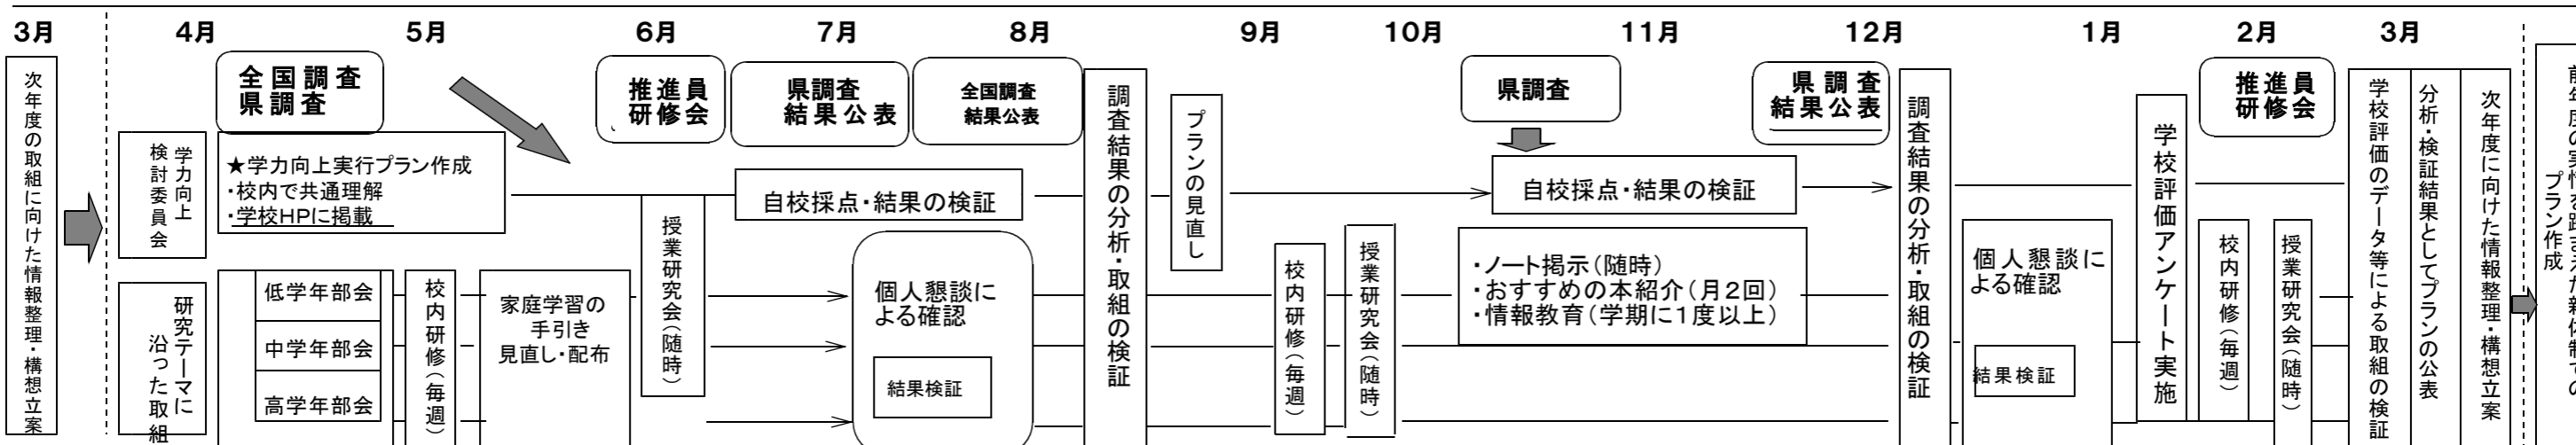 3月
4月
5月
6月
7月
8月
9月
10月
11月
12月
1月
2月
3月
次年度の取組に向けた情報整理・構想立案
全国調査
県調査
学力向上
検討委員会
★学力向上実行プラン作成
・校内で共通理解
・学校HPに掲載
研究テーマに
沿った取組
低学年部会
中学年部会
高学年部会
校内研修（毎週）
家庭学習の
手引き
見直し・配布
推進員
研修会
授業研究会（随時）
県調査
結果公表
自校採点・結果の検証
全国調査
結果公表
個人懇談に
よる確認
結果検証
調査結果の分析・取組の検証
プランの見直し
校内研修（毎週）
授業研究会（随時）
県調査
自校採点・結果の検証
・ノート掲示（随時）
・おすすめの本紹介（月２回）
・情報教育（学期に１度以上）
県調査
結果公表
調査結果の分析・取組の検証
個人懇談に
よる確認
結果検証
学校評価アンケート実施
推進員
研修会
校内研修（毎週）
授業研究会（随時）
学校評価のデータ等による取組の検証
分析・検証結果としてプランの公表
次年度に向けた情報整理・構想立案
前年度の実情を踏まえた新体制での
プラン作成